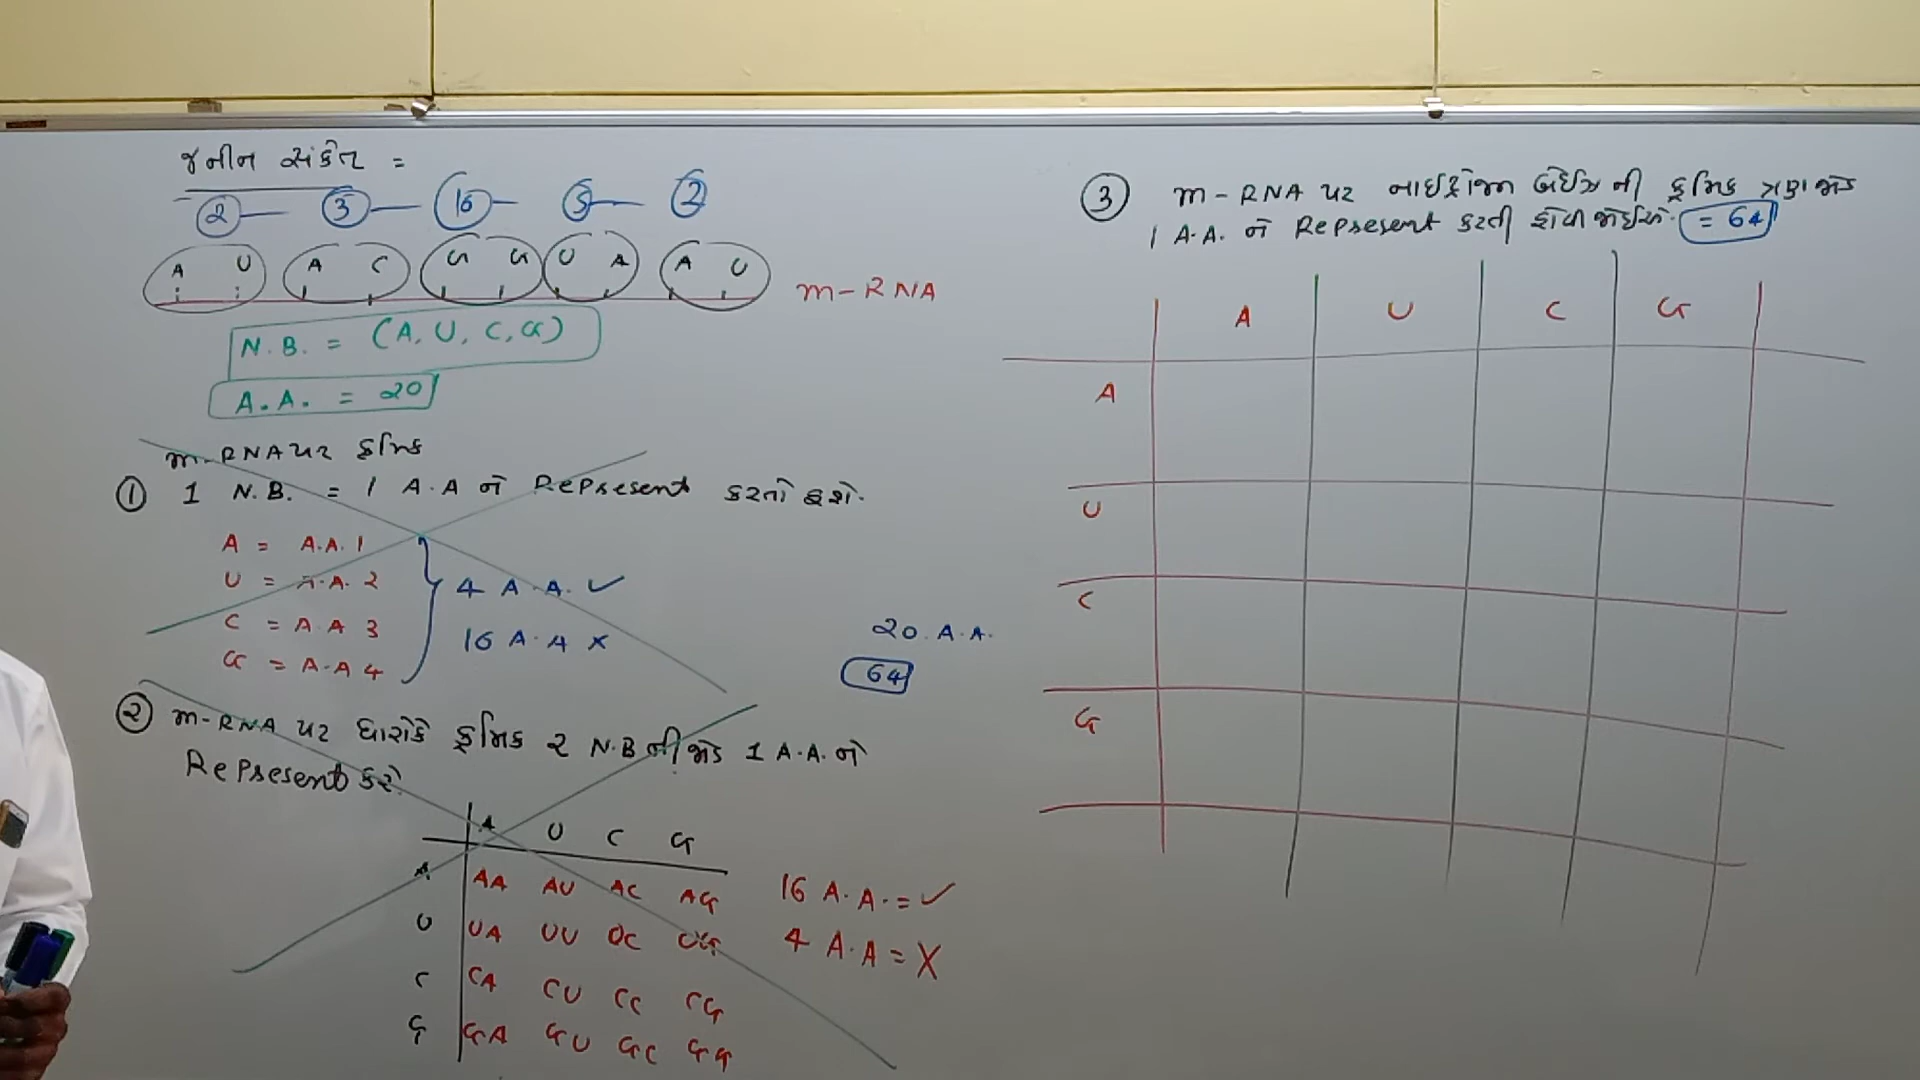 જનીન સંકેત =
2 — 3 — 16 — 5 — 2
A U A C G G U A A U m-RNA
N.B. = (A, U, C, G)
A.A. = 20
m-RNA પર ક્રમિક
① 1 N.B. = 1 A.A ને Represent કરતો હશે.
A = A.A. 1
U = A.A. 2
C = A.A 3
G = A.A 4
4 A.A. ✓
16 A.A ×
20 A.A.
64
② m-RNA પર ધારોકે ક્રમિક ૨ N.B ની જોડ 1 A.A. ને
Represent કરે.
A U C G
A AA AU AC AG
U UA UU UC UG
C CA CU CC CG
G GA GU GC GG
16 A.A. = ✓
4 A.A = X
③ m-RNA પર નાઇટ્રોજન બેઈઝ ની ક્રમિક ત્રણ જોડ
1 A.A. ને Represent કરતી હોવી જોઈએ. = 64
A U C G
A
U
C
G